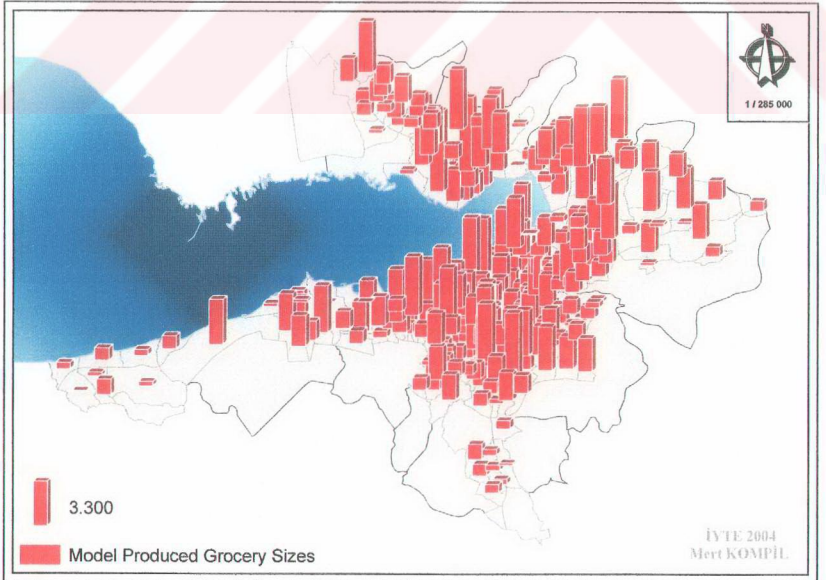 1 / 285 000
3.300
Model Produced Grocery Sizes
İYTE 2004
Mert KOMPİL